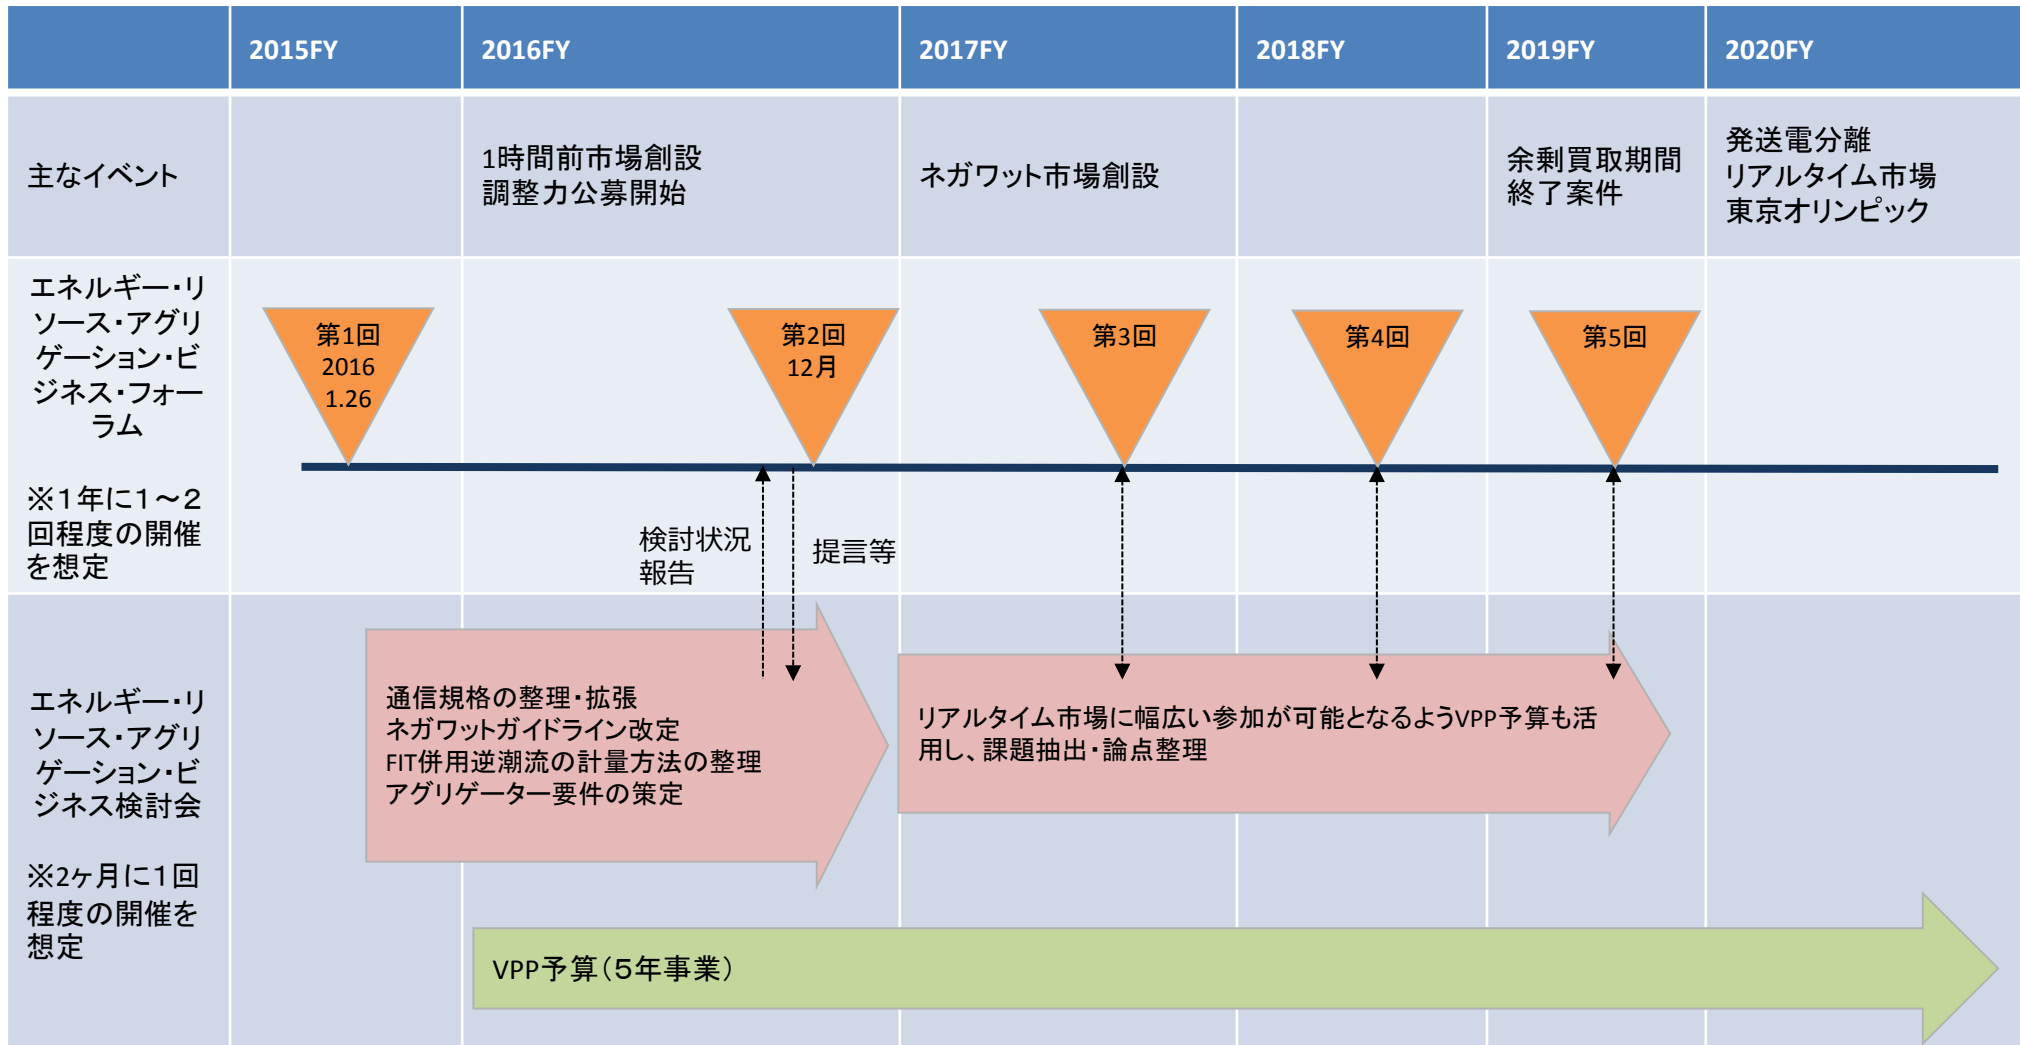 2015FY
2016FY
2017FY
2018FY
2019FY
2020FY
主なイベント
1時間前市場創設
調整力公募開始
ネガワット市場創設
余剰買取期間
終了案件
発送電分離
リアルタイム市場
東京オリンピック
エネルギー・リ
ソース・アグリ
ゲーション・ビ
ジネス・フォー
ラム
※１年に１～２
回程度の開催
を想定
第1回
2016
1.26
第2回
12月
第3回
第4回
第5回
検討状況
報告
提言等
エネルギー・リ
ソース・アグリ
ゲーション・ビ
ジネス検討会
※2ヶ月に１回
程度の開催を
想定
通信規格の整理・拡張
ネガワットガイドライン改定
FIT併用逆潮流の計量方法の整理
アグリゲーター要件の策定
リアルタイム市場に幅広い参加が可能となるようVPP予算も活
用し、課題抽出・論点整理
VPP予算（５年事業）